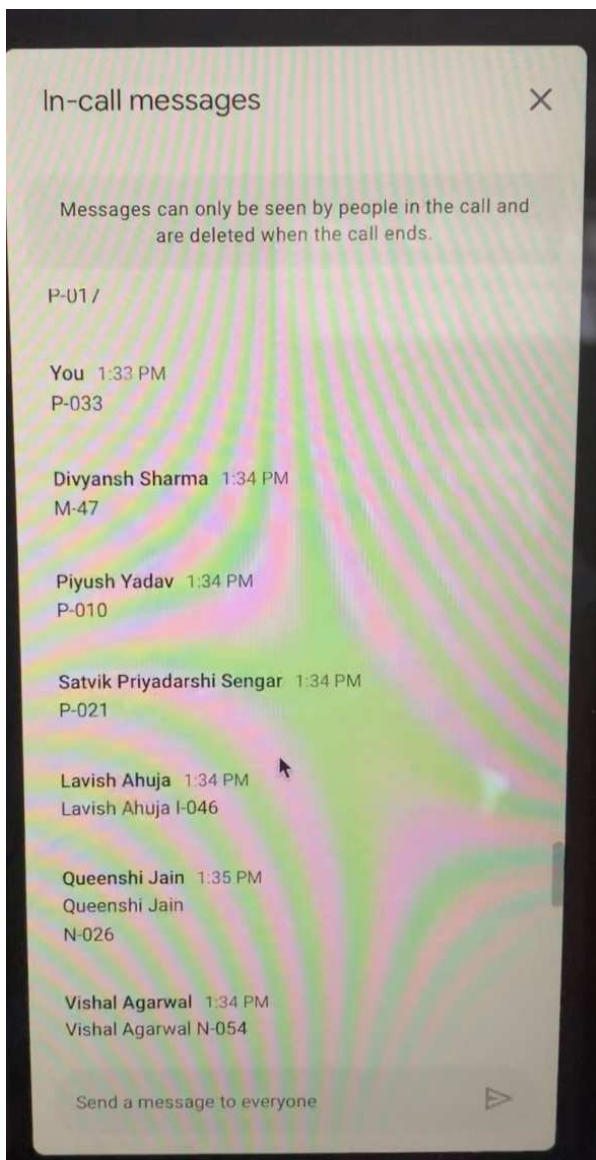 In-call messages
Messages can only be seen by people in the call and
are deleted when the call ends.
You 1:33 PM
P-033
Divyansh Sharma 1:34 PM
M-47
Piyush Yadav 1:34 PM
P-010
Satvik Priyadarshi Sengar 1:34 PM
P-021
Lavish Ahuja 1:34 PM
Lavish Ahuja I-046
Queenshi Jain 1:35 PM
Queenshi Jain
N-026
Vishal Agarwal 1:34 PM
Vishal Agarwal N-054
Send a message to everyone